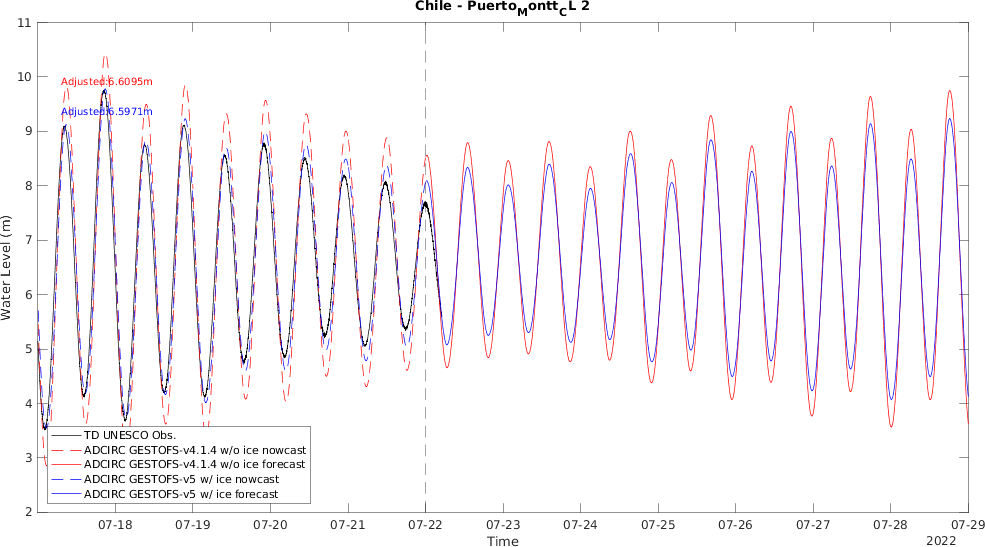 Chile - Puerto_Montt_CL 2
11
10
9
8
7
6
5
4
3
2
Water Level (m)
Adjusted:6.6095m
Adjusted:6.5971m
TD UNESCO Obs.
ADCIRC GESTOFS-v4.1.4 w/o ice nowcast
ADCIRC GESTOFS-v4.1.4 w/o ice forecast
ADCIRC GESTOFS-v5 w/ ice nowcast
ADCIRC GESTOFS-v5 w/ ice forecast
07-18 07-19 07-20 07-21 07-22 07-23 07-24 07-25 07-26 07-27 07-28 07-29
Time
2022